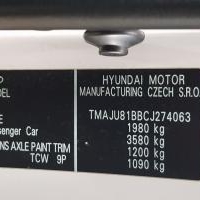 HYUNDAI MOTOR
MANUFACTURING CZECH S.R.O
DEL
TMAJU81BBCJ274063
E
senger Car
1980 kg
3580 kg
NS AXLE PAINT TRIM
1200 kg
TCW 9P
1090 kg